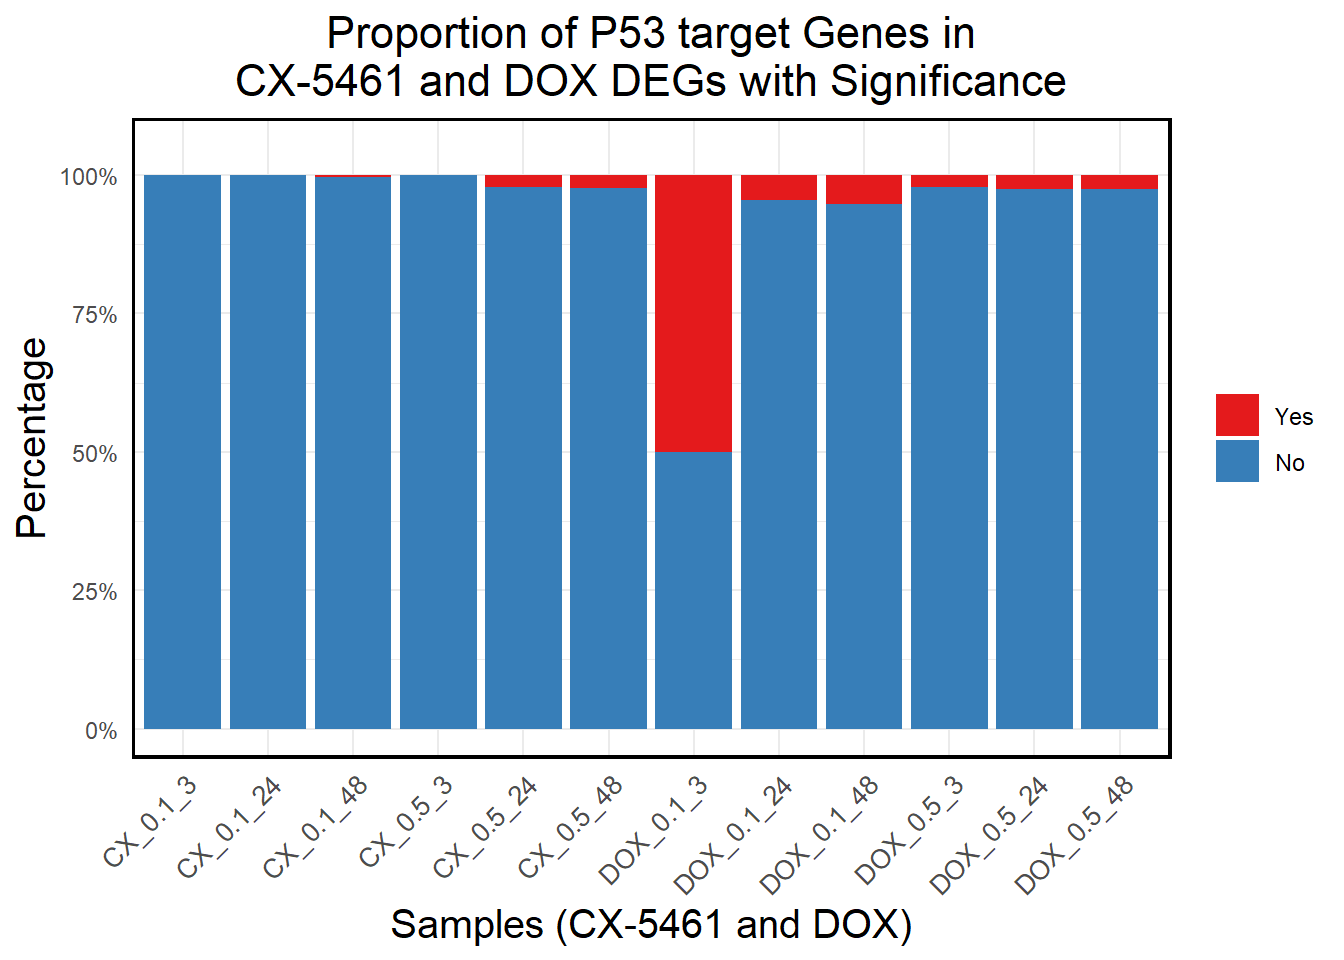 Proportion of P53 target Genes in
CX-5461 and DOX DEGs with Significance
Percentage
100%
75%
50%
25%
0%
Yes
No
CX_0.1_3
CX_0.1_24
CX_0.1_48
CX_0.5_3
CX_0.5_24
CX_0.5_48
DOX_0.1_3
DOX_0.1_24
DOX_0.1_48
DOX_0.5_3
DOX_0.5_24
DOX_0.5_48
Samples (CX-5461 and DOX)